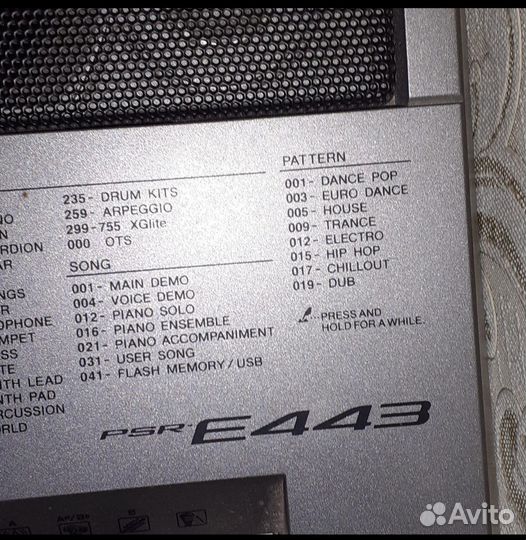 235- DRUM KITS
259- ARPEGGIO
299-755 XGlite
000 OTS
SONG
001- MAIN DEMO
004- VOICE DEMO
012- PIANO SOLO
016- PIANO ENSEMBLE
021- PIANO ACCOMPANIMENT
031- USER SONG
041- FLASH MEMORY/USB
PATTERN
001- DANCE POP
003- EURO DANCE
005- HOUSE
009- TRANCE
012- ELECTRO
015- HIP HOP
017- CHILLOUT
019- DUB
...PRESS AND
HOLD FOR A WHILE.
PSR-E443
Avito